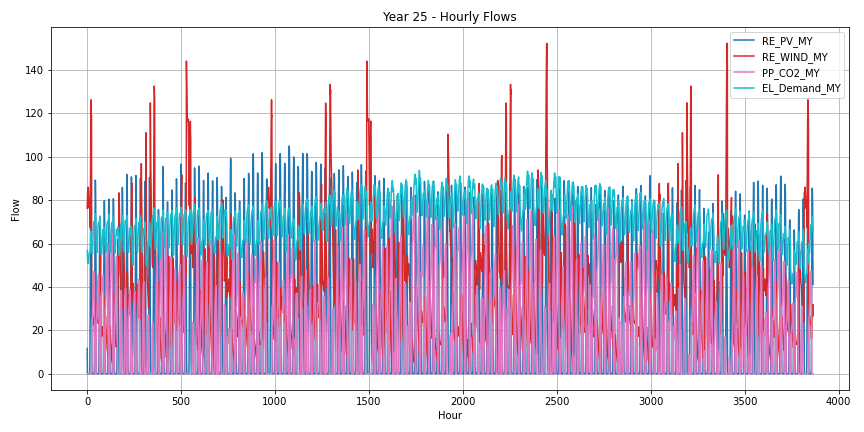 Year 25 - Hourly Flows
RE_PV_MY
RE_WIND_MY
PP_CO2_MY
EL_Demand_MY
140
120
100
80
60
40
20
0
Flow
0 500 1000 1500 2000 2500 3000 3500 4000
Hour